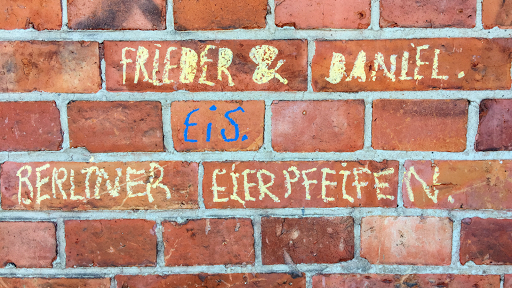 FRiEDER & DANiEL.
EiS.
BERLiNER EiERPFEiFEN.